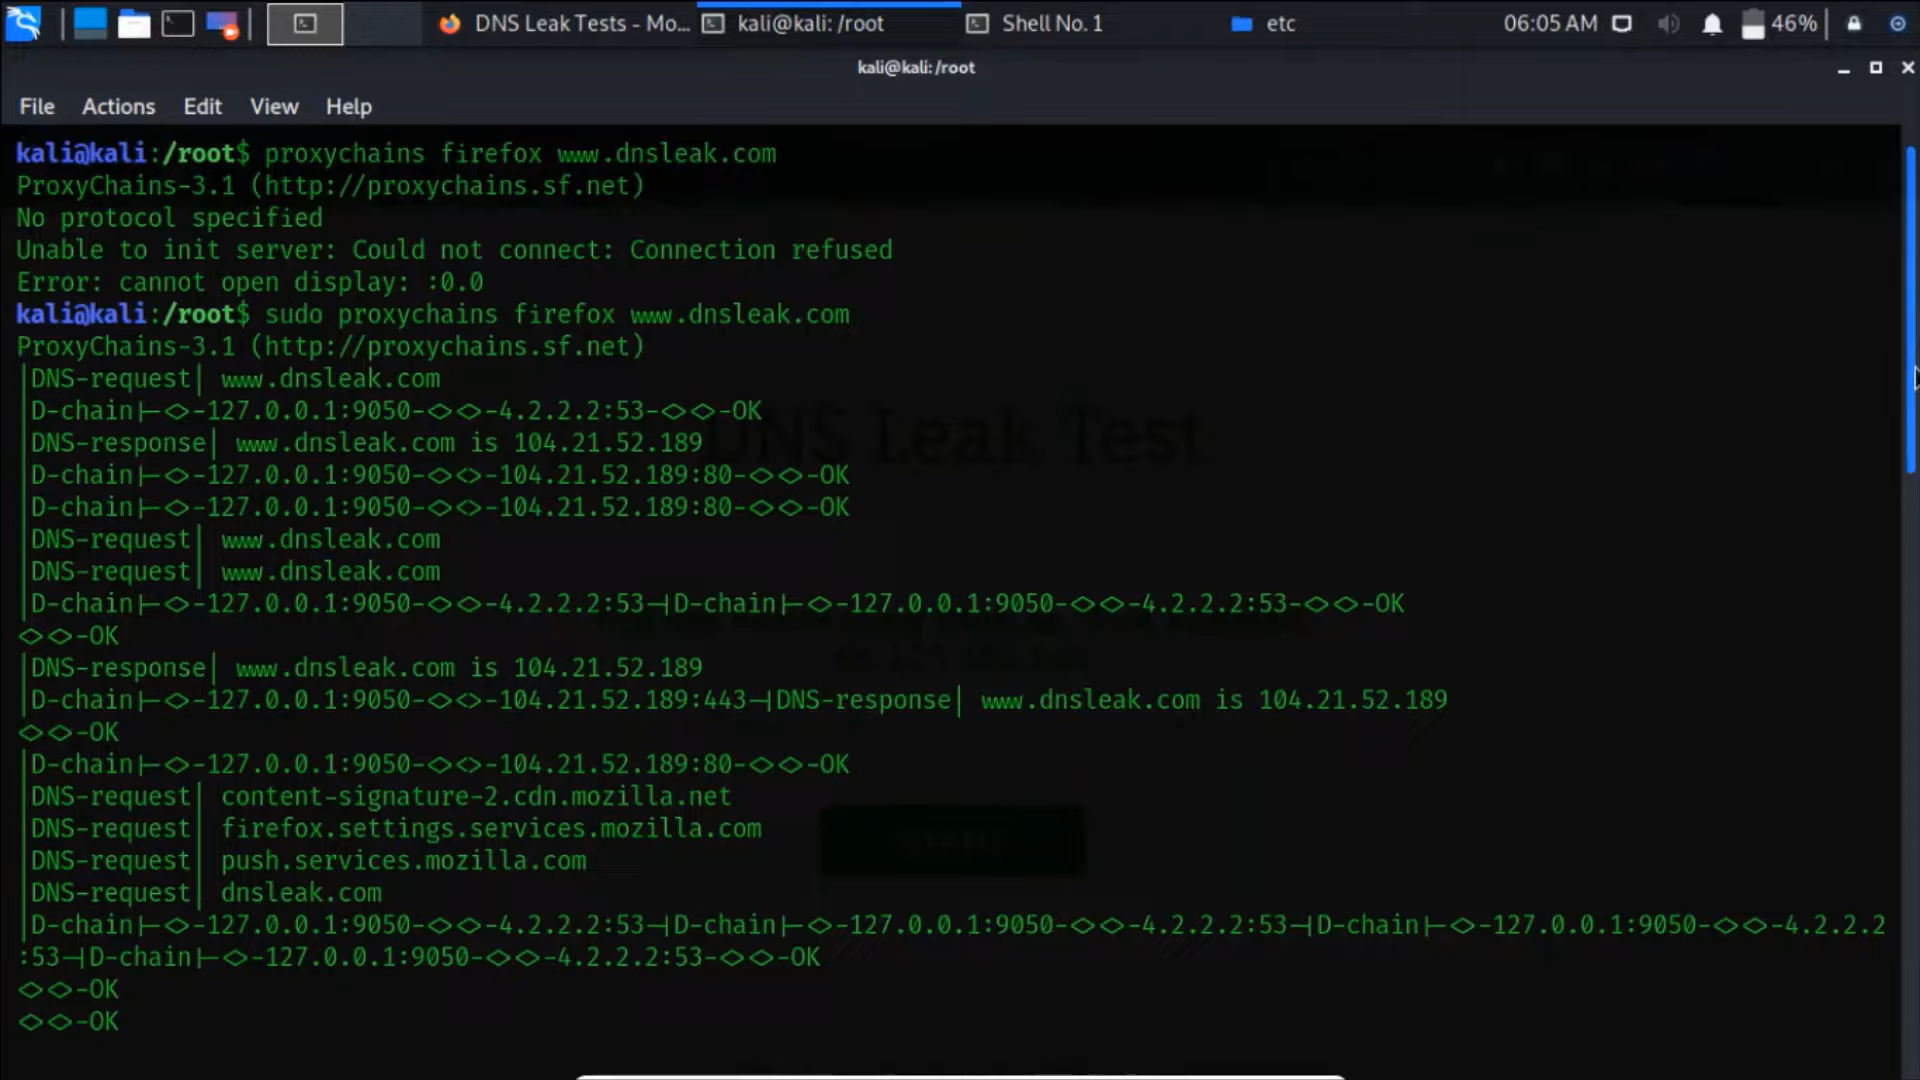 DNS Leak Tests - Mo...
kali@kali: /root
Shell No. 1
etc
06:05 AM
46%
kali@kali:/root
File Actions Edit View Help
kali@kali:/root$ proxychains firefox www.dnsleak.com
ProxyChains-3.1 (http://proxychains.sf.net)
No protocol specified
Unable to init server: Could not connect: Connection refused
Error: cannot open display: :0.0
kali@kali:/root$ sudo proxychains firefox www.dnsleak.com
ProxyChains-3.1 (http://proxychains.sf.net)
|DNS-request| www.dnsleak.com
|D-chain|-<>-127.0.0.1:9050-<><>-4.2.2.2:53-<><>-OK
|DNS-response| www.dnsleak.com is 104.21.52.189
|D-chain|-<>-127.0.0.1:9050-<><>-104.21.52.189:80-<><>-OK
|D-chain|-<>-127.0.0.1:9050-<><>-104.21.52.189:80-<><>-OK
|DNS-request| www.dnsleak.com
|DNS-request| www.dnsleak.com
|D-chain|-<>-127.0.0.1:9050-<><>-4.2.2.2:53-|D-chain|-<>-127.0.0.1:9050-<><>-4.2.2.2:53-<><>-OK
<><>-OK
|DNS-response| www.dnsleak.com is 104.21.52.189
|D-chain|-<>-127.0.0.1:9050-<><>-104.21.52.189:443-|DNS-response| www.dnsleak.com is 104.21.52.189
<><>-OK
|D-chain|-<>-127.0.0.1:9050-<><>-104.21.52.189:80-<><>-OK
|DNS-request| content-signature-2.cdn.mozilla.net
|DNS-request| firefox.settings.services.mozilla.com
|DNS-request| push.services.mozilla.com
|DNS-request| dnsleak.com
|D-chain|-<>-127.0.0.1:9050-<><>-4.2.2.2:53-|D-chain|-<>-127.0.0.1:9050-<><>-4.2.2.2:53-|D-chain|-<>-127.0.0.1:9050-<><>-4.2.2.2
:53-|D-chain|-<>-127.0.0.1:9050-<><>-4.2.2.2:53-<><>-OK
<><>-OK
<><>-OK
DNS Leak Test